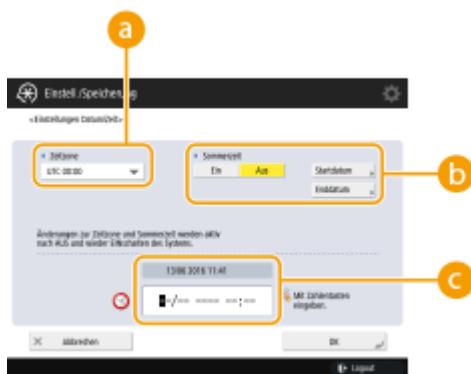 a
Einstell./Speicherung
<Einstellungen Datum/Zeit>
Zeitzone
UTC 00:00
Sommerzeit
Ein
Aus
Startdatum
Enddatum
b
Änderungen zur Zeitzone und Sommerzeit werden aktiv
nach AUS und wieder EINschalten des Systems.
13/06 2016 11:41
--/-- ---- --:--
Mit Zahlentasten
eingeben.
c
Abbrechen
OK
Logout